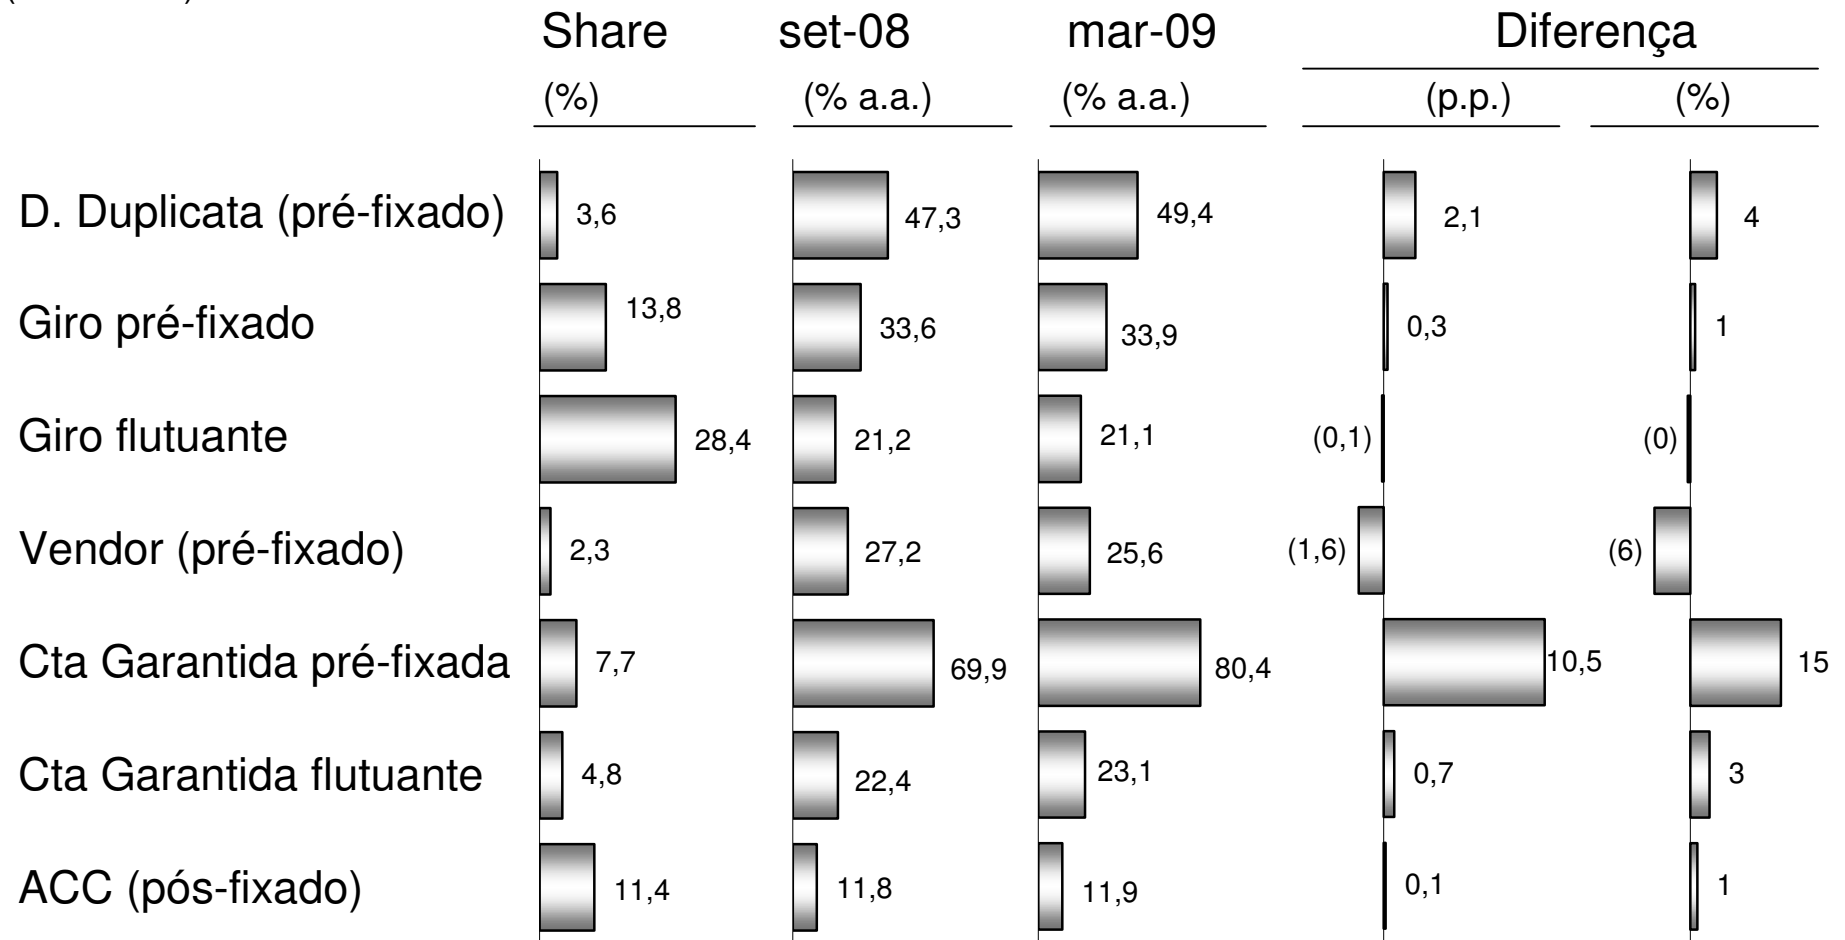 Share set-08 mar-09 Diferença
(%) (% a.a.) (% a.a.) (p.p.) (%)
D. Duplicata (pré-fixado) 3,6 47,3 49,4 2,1 4
Giro pré-fixado 13,8 33,6 33,9 0,3 1
Giro flutuante 28,4 21,2 21,1 (0,1) (0)
Vendor (pré-fixado) 2,3 27,2 25,6 (1,6) (6)
Cta Garantida pré-fixada 7,7 69,9 80,4 10,5 15
Cta Garantida flutuante 4,8 22,4 23,1 0,7 3
ACC (pós-fixado) 11,4 11,8 11,9 0,1 1